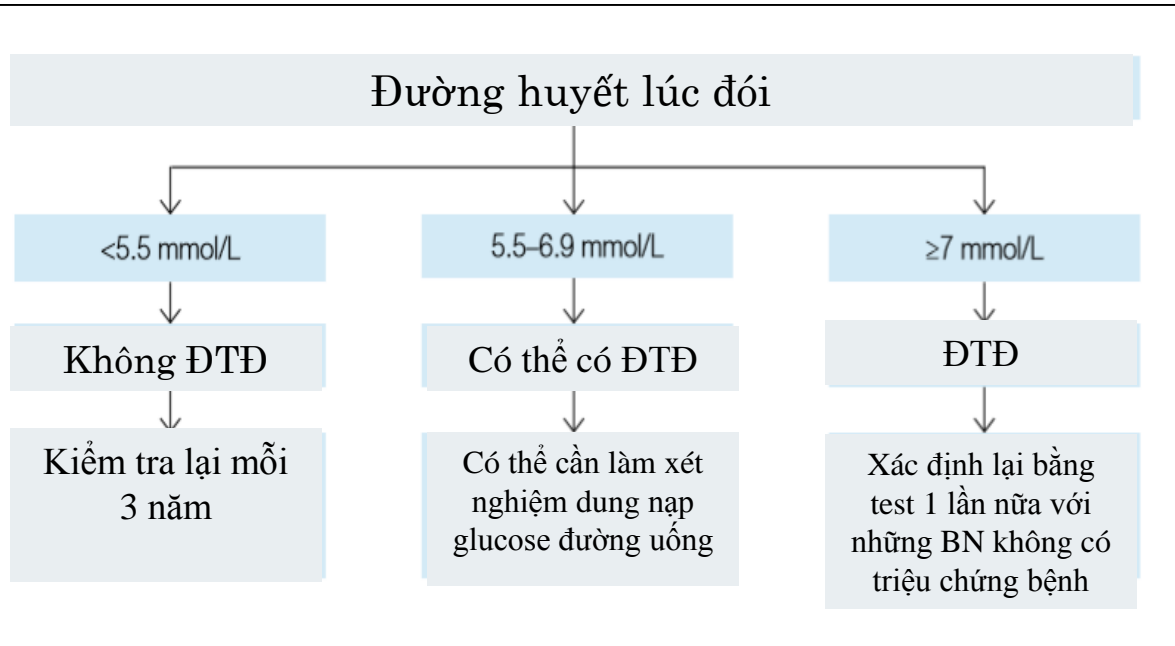 Đường huyết lúc đói
<5.5 mmol/L
5.5–6.9 mmol/L
≥7 mmol/L
Không ĐTĐ
Có thể có ĐTĐ
ĐTĐ
Kiểm tra lại mỗi
3 năm
Có thể cần làm xét
nghiệm dung nạp
glucose đường uống
Xác định lại bằng
test 1 lần nữa với
những BN không có
triệu chứng bệnh